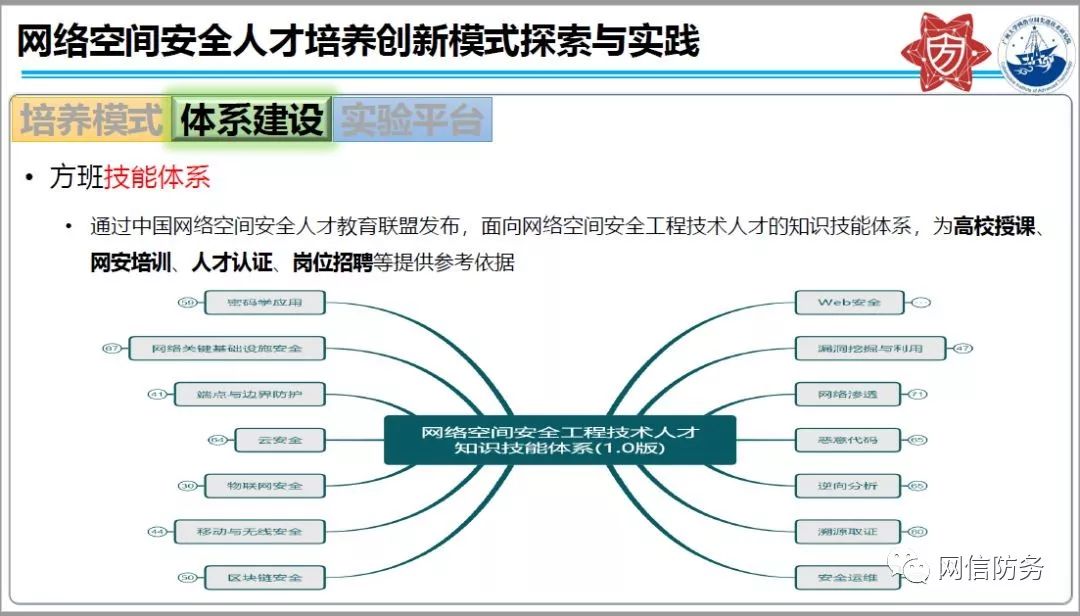 网络空间安全人才培养创新模式探索与实践
培养模式 体系建设 实验平台
• 方班技能体系
• 通过中国网络空间安全人才教育联盟发布，面向网络空间安全工程技术人才的知识技能体系，为高校授课、
网安培训、人才认证、岗位招聘等提供参考依据
59 密码学应用
67 网络关键基础设施安全
41 端点与边界防护
64 云安全
30 物联网安全
44 移动与无线安全
50 区块链安全
网络空间安全工程技术人才
知识技能体系(1.0版)
Web安全
漏洞挖掘与利用 47
网络渗透 71
恶意代码 65
逆向分析 65
溯源取证 60
安全运维
网信防务